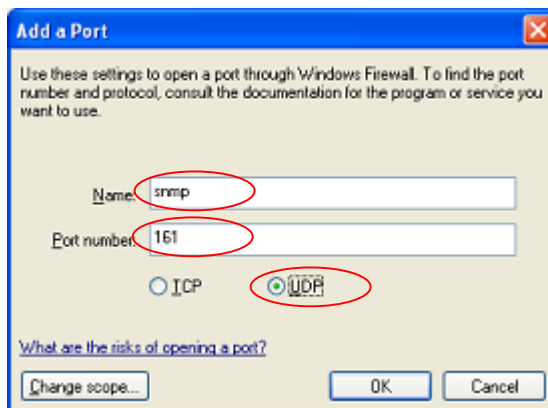 Add a Port
Use these settings to open a port through Windows Firewall. To find the port
number and protocol, consult the documentation for the program or service you
want to use.
Name: snmp
Port number: 161
TCP UDP
What are the risks of opening a port?
Change scope... OK Cancel